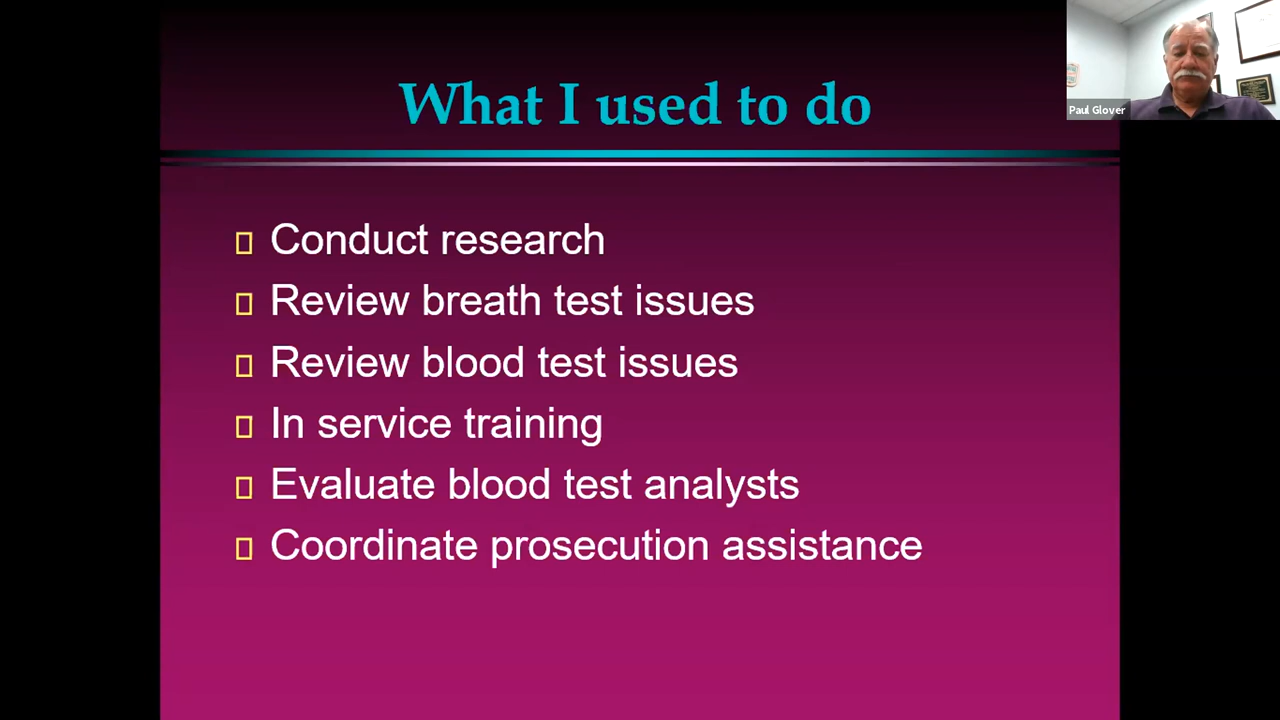 What I used to do
Paul Glover
Conduct research
Review breath test issues
Review blood test issues
In service training
Evaluate blood test analysts
Coordinate prosecution assistance